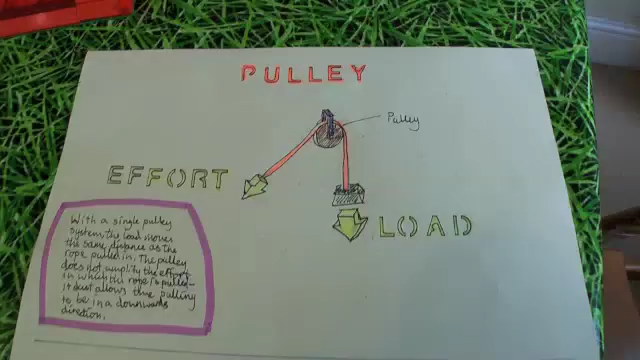 PULLEY
Pulley
EFFORT
LOAD
With a single pulley
system, the load moves
the same distance as the
rope pulled in. The pulley
does not amplify the effort
in which the rope is pulled-
it just allows the pulling
to be in a downwards
direction.